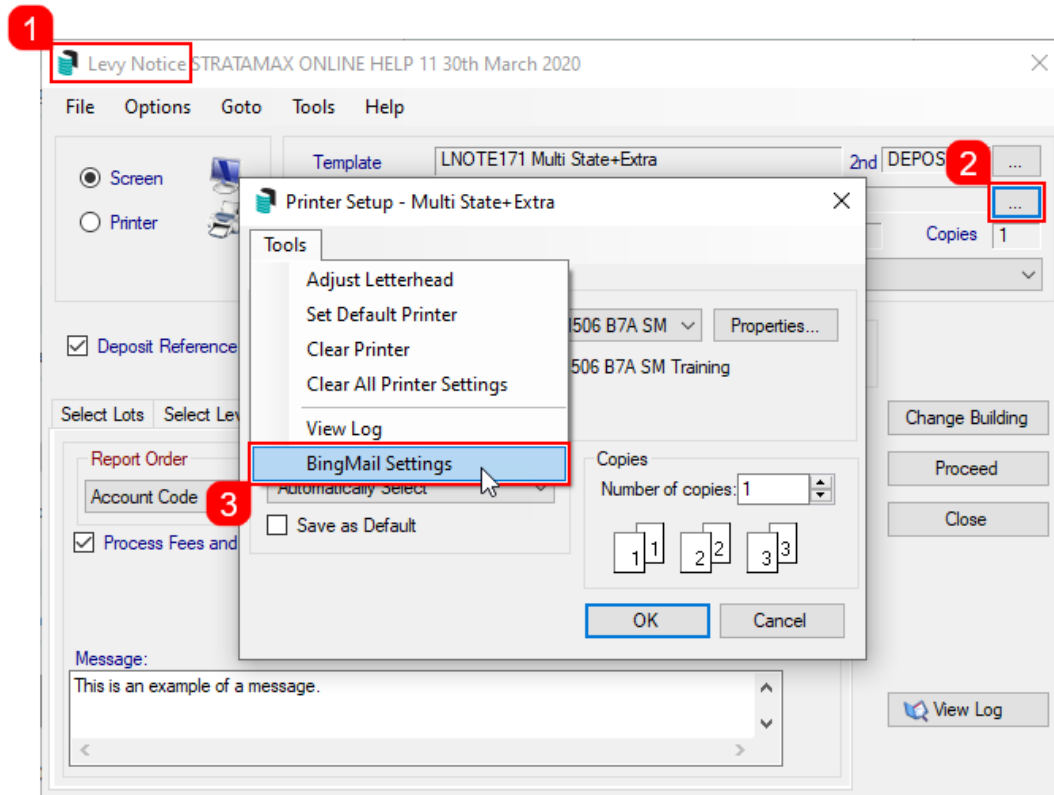 1
Levy Notice STRATAMAX ONLINE HELP 11 30th March 2020
File Options Goto Tools Help
Screen
Printer
Template LNOTE171 Multi State+Extra 2nd DEPOS ...
2
...
Copies 1
Printer Setup - Multi State+Extra
Tools
Adjust Letterhead
Set Default Printer
Clear Printer
Clear All Printer Settings
View Log
BingMail Settings
3
506 B7A SM Properties...
506 B7A SM Training
Automatically Select
Save as Default
Copies
Number of copies: 1
1 1 2 2 3 3
OK Cancel
Deposit Reference
Select Lots Select Lev
Report Order
Account Code
Process Fees and
Message:
This is an example of a message.
Change Building
Proceed
Close
View Log